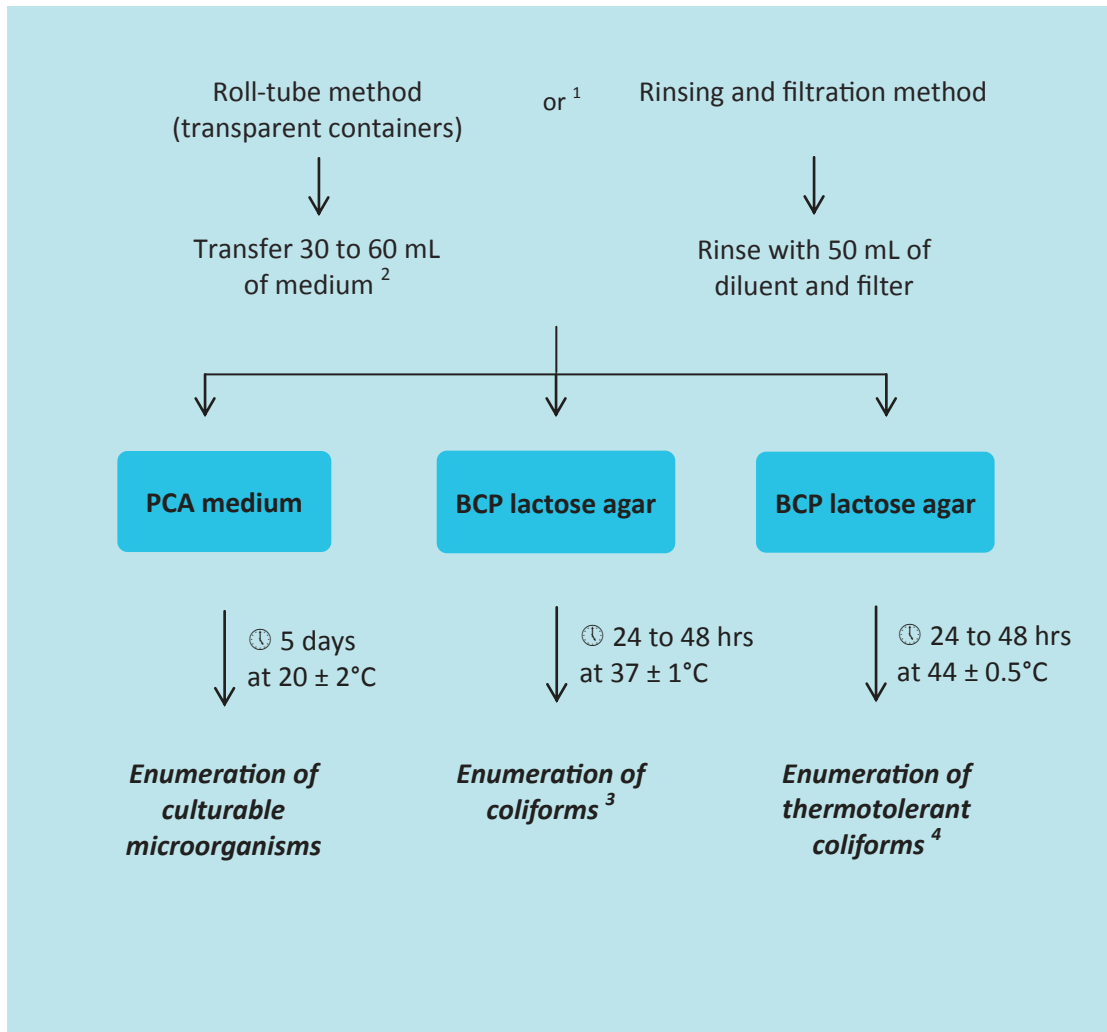 Roll-tube method
(transparent containers)
or 1
Rinsing and filtration method
Transfer 30 to 60 mL
of medium 2
Rinse with 50 mL of
diluent and filter
PCA medium
BCP lactose agar
BCP lactose agar
🕔 5 days
at 20 ± 2°C
🕔 24 to 48 hrs
at 37 ± 1°C
🕔 24 to 48 hrs
at 44 ± 0.5°C
Enumeration of
culturable
microorganisms
Enumeration of
coliforms 3
Enumeration of
thermotolerant
coliforms 4